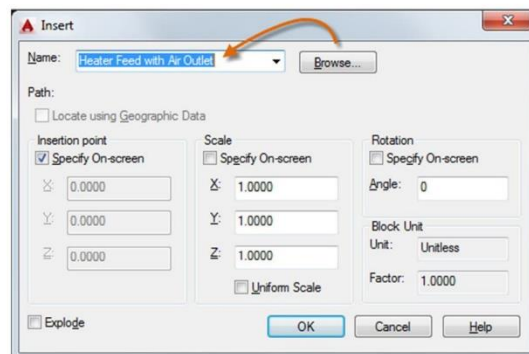 Insert
Name: Heater Feed with Air Outlet Browse...
Path:
Locate using Geographic Data
Insertion point
Specify On-screen
X: 0.0000
Y: 0.0000
Z: 0.0000
Scale
Specify On-screen
X: 1.0000
Y: 1.0000
Z: 1.0000
Uniform Scale
Rotation
Specify On-screen
Angle: 0
Block Unit
Unit: Unitless
Factor: 1.0000
Explode OK Cancel Help